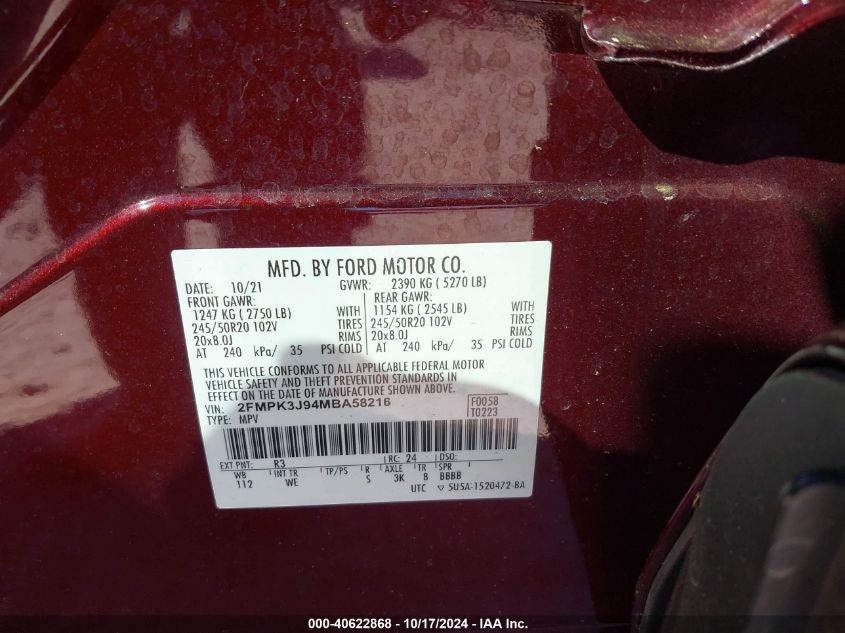 MFD. BY FORD MOTOR CO.
DATE: 10/21 GVWR: 2390 KG ( 5270 LB)
FRONT GAWR: REAR GAWR:
1247 KG ( 2750 LB) WITH 1154 KG ( 2545 LB) WITH
245/50R20 102V TIRES 245/50R20 102V TIRES
20x8.0J RIMS 20x8.0J RIMS
AT 240 kPa/ 35 PSI COLD AT 240 kPa/ 35 PSI COLD
THIS VEHICLE CONFORMS TO ALL APPLICABLE FEDERAL MOTOR
VEHICLE SAFETY AND THEFT PREVENTION STANDARDS IN
EFFECT ON THE DATE OF MANUFACTURE SHOWN ABOVE.
VIN: 2FMPK3J94MBA58216 F0058
TYPE: MPV T0223
EXT PNT: R3 RC: 24 DSO:
WB INT TR TP/PS R AXLE TR SPR
112 WE S 3K B BBBB
UTC ▽ 5USA-1520472-BA
000-40622868 - 10/17/2024 - IAA Inc.